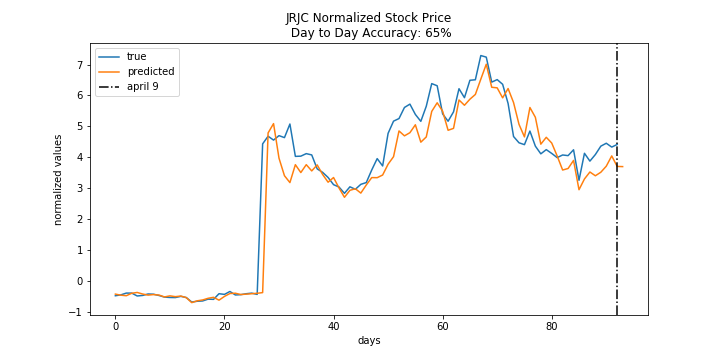 JRJC Normalized Stock Price
Day to Day Accuracy: 65%
true
predicted
april 9
normalized values
7
6
5
4
3
2
1
0
−1
0
20
40
60
80
days